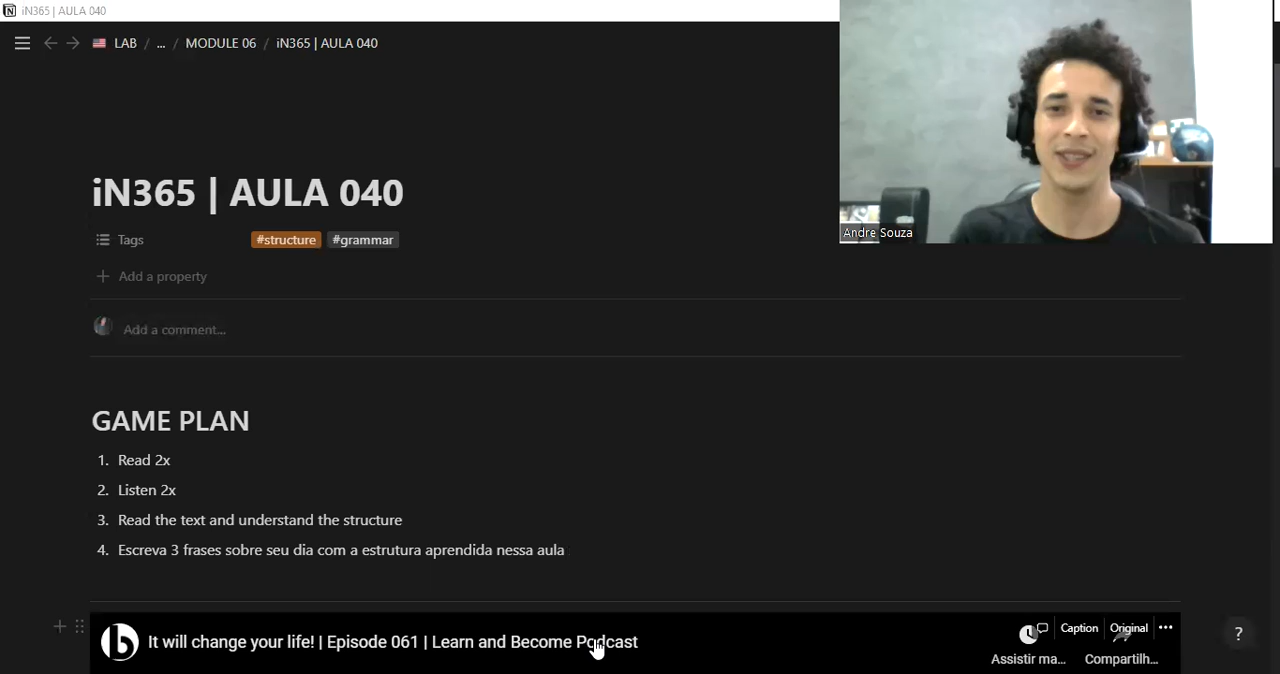 iN365 | AULA 040
LAB / ... / MODULE 06 / iN365 | AULA 040
Andre Souza
iN365 | AULA 040
Tags #structure #grammar
Add a property
Add a comment...
GAME PLAN
1. Read 2x
2. Listen 2x
3. Read the text and understand the structure
4. Escreva 3 frases sobre seu dia com a estrutura aprendida nessa aula
It will change your life! | Episode 061 | Learn and Become Podcast
Caption Original
Assistir ma... Compartilh...
?